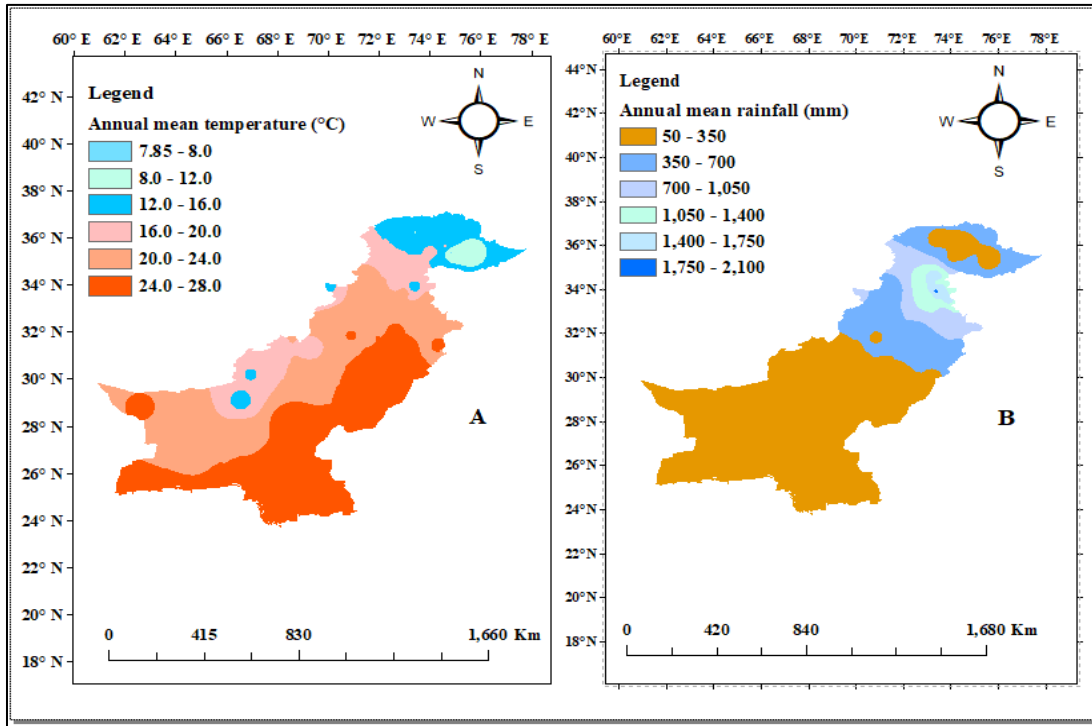 60° E 62° E 64° E 66° E 68° E 70° E 72° E 74° E 76° E 78° E
42° N
40° N
38° N
36° N
34° N
32° N
30° N
28° N
26° N
24° N
22° N
20° N
18° N
Legend
Annual mean temperature (°C)
7.85 - 8.0
8.0 - 12.0
12.0 - 16.0
16.0 - 20.0
20.0 - 24.0
24.0 - 28.0
N
W E
S
A
0 415 830 1,660 Km
60°E 62°E 64°E 66°E 68°E 70°E 72°E 74°E 76°E 78°E
44°N
42°N
40°N
38°N
36°N
34°N
32°N
30°N
28°N
26°N
24°N
22°N
20°N
18°N
Legend
Annual mean rainfall (mm)
50 - 350
350 - 700
700 - 1,050
1,050 - 1,400
1,400 - 1,750
1,750 - 2,100
N
W E
S
B
0 420 840 1,680 Km